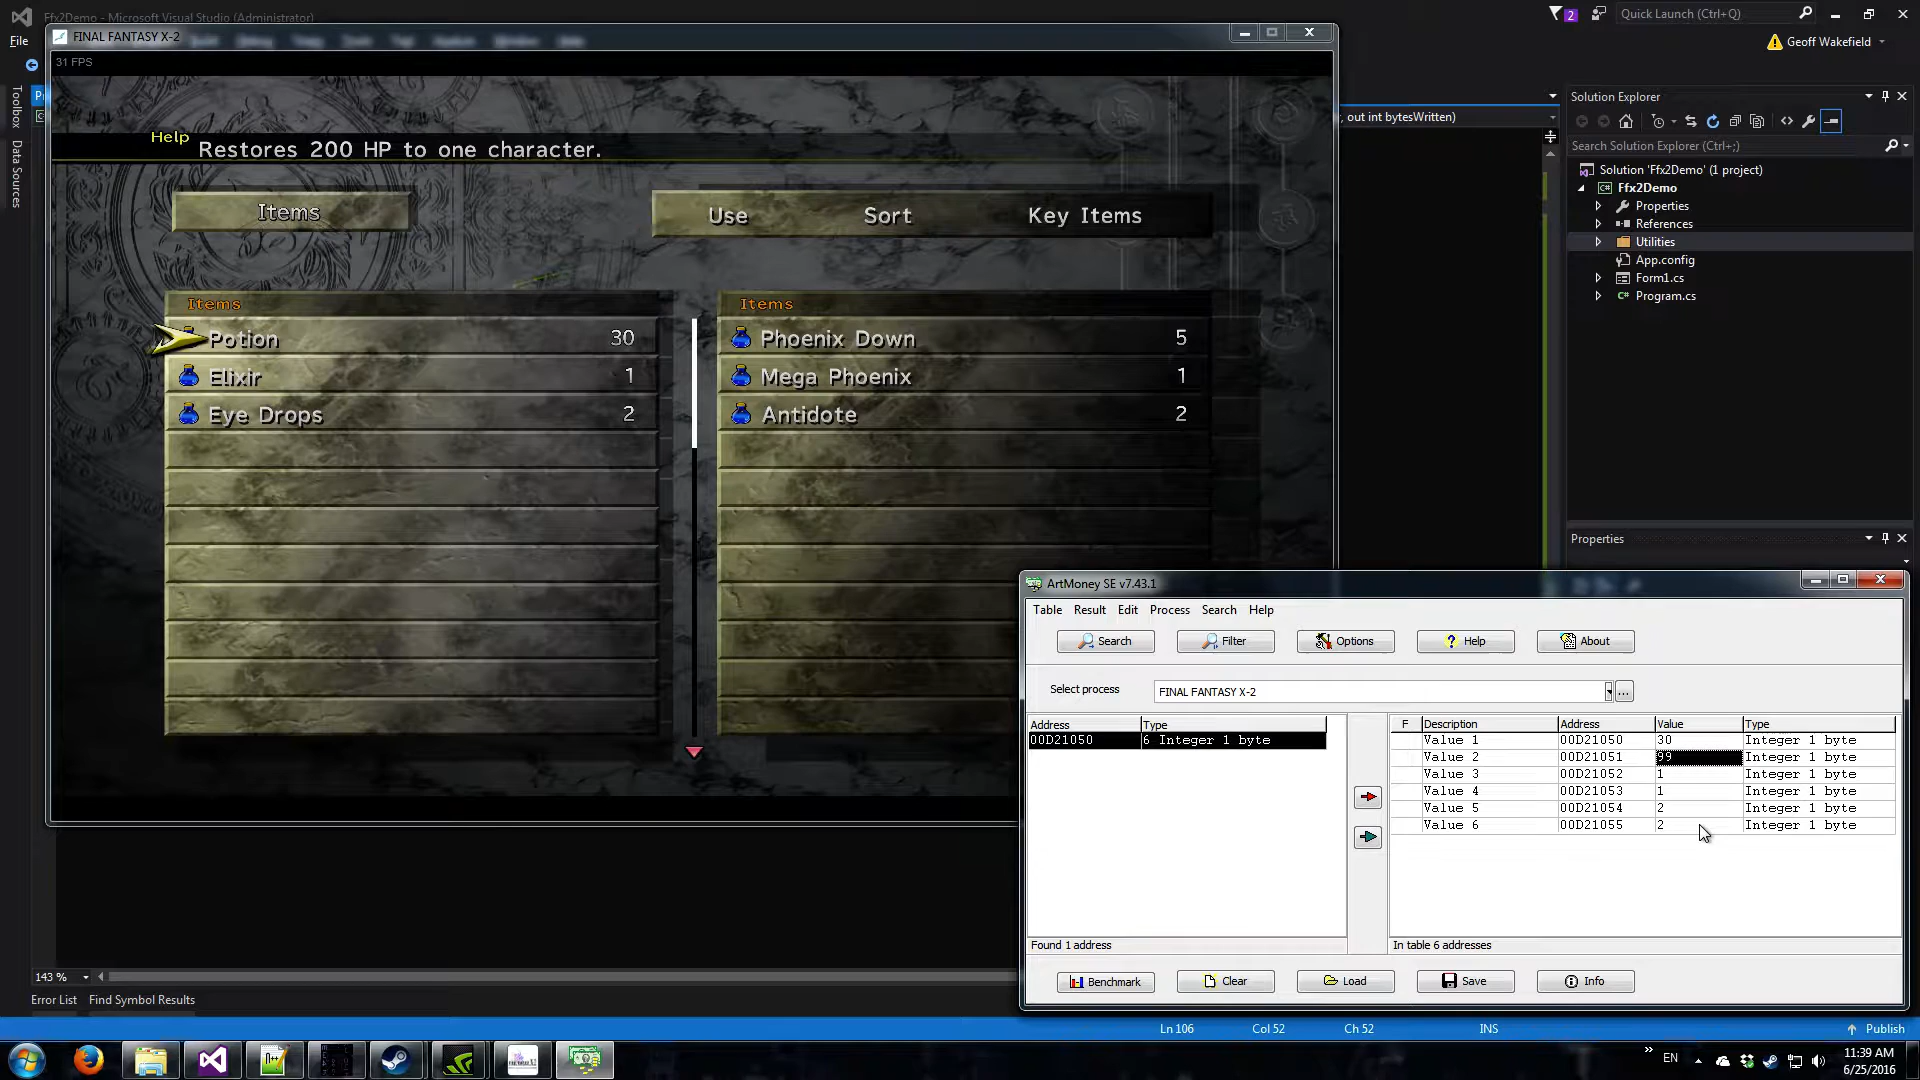 Ffx2Demo - Microsoft Visual Studio (Administrator)
2
Quick Launch (Ctrl+Q)
File
Geoff Wakefield
FINAL FANTASY X-2
31 FPS
Toolbox
Data Sources
, out int bytesWritten)
Help
Restores 200 HP to one character.
Items
Use
Sort
Key Items
Items
Potion 30
Elixir 1
Eye Drops 2
Items
Phoenix Down 5
Mega Phoenix 1
Antidote 2
Solution Explorer
Search Solution Explorer (Ctrl+;)
Solution 'Ffx2Demo' (1 project)
Ffx2Demo
Properties
References
Utilities
App.config
Form1.cs
Program.cs
Properties
ArtMoney SE v7.43.1
Table Result Edit Process Search Help
Search
Filter
Options
Help
About
Select process
FINAL FANTASY X-2
...
Address Type
00D21050 6 Integer 1 byte
F Description Address Value Type
Value 1 00D21050 30 Integer 1 byte
Value 2 00D21051 99 Integer 1 byte
Value 3 00D21052 1 Integer 1 byte
Value 4 00D21053 1 Integer 1 byte
Value 5 00D21054 2 Integer 1 byte
Value 6 00D21055 2 Integer 1 byte
Found 1 address
In table 6 addresses
Benchmark
Clear
Load
Save
Info
143 %
Error List
Find Symbol Results
Ln 106
Col 52
Ch 52
INS
Publish
EN
11:39 AM
6/25/2016